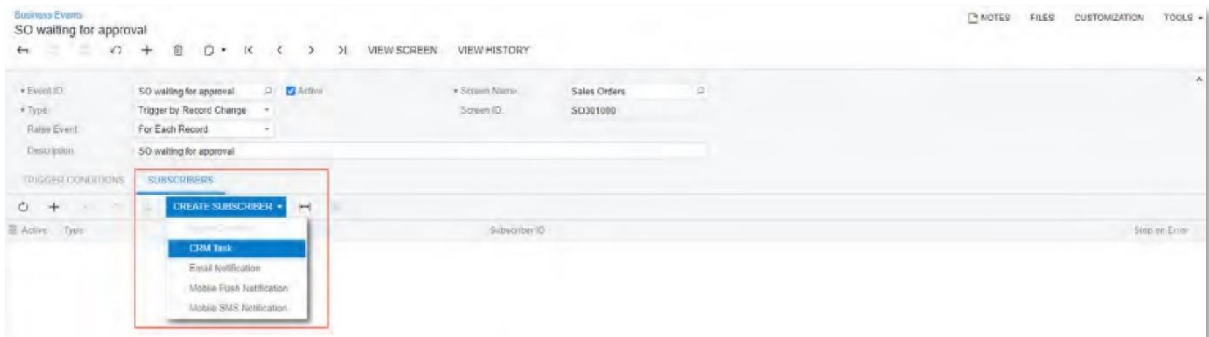 Business Events
NOTES FILES CUSTOMIZATION TOOLS
SO waiting for approval
VIEW SCREEN VIEW HISTORY
* Event ID: SO waiting for approval Active * Screen Name: Sales Orders
* Type: Trigger by Record Change Screen ID: SO301000
Raise Event: For Each Record
Description: SO waiting for approval
TRIGGER CONDITIONS SUBSCRIBERS
CREATE SUBSCRIBER
Active Type Subscriber ID Stop on Error
CRM Task
Email Notification
Mobile Push Notification
Mobile SMS Notification